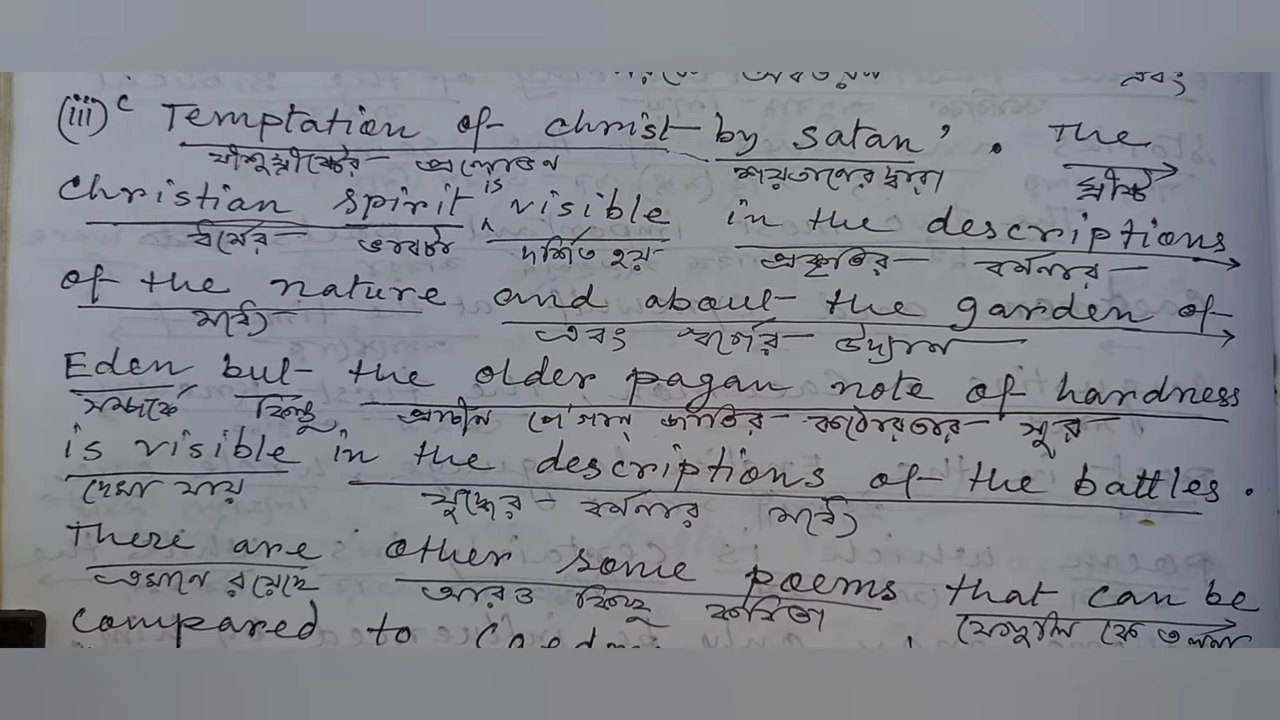 এবং
(iii) ‘Temptation of christ by satan’. The
যীশুখ্রীষ্টের প্রলোভন শয়তানের দ্বারা খ্রীষ্ট
christian spirit is visible in the descriptions
ধর্মের ভাবধারা দর্শিত হয় প্রকৃতির বর্ণনার
of the nature and about the garden of
মধ্যে এবং স্বর্গের উদ্যান
Eden but the older pagan note of hardness
সম্পর্কে কিন্তু প্রাচীন পেগান জাতির কঠোরতার সুর
is visible in the descriptions of the battles.
দেখা যায় যুদ্ধের বর্ণনার মধ্যে
There are other some poems that can be
এখানে রয়েছে আরও কিছু কবিতা যেগুলি কে তুলনা
compared to